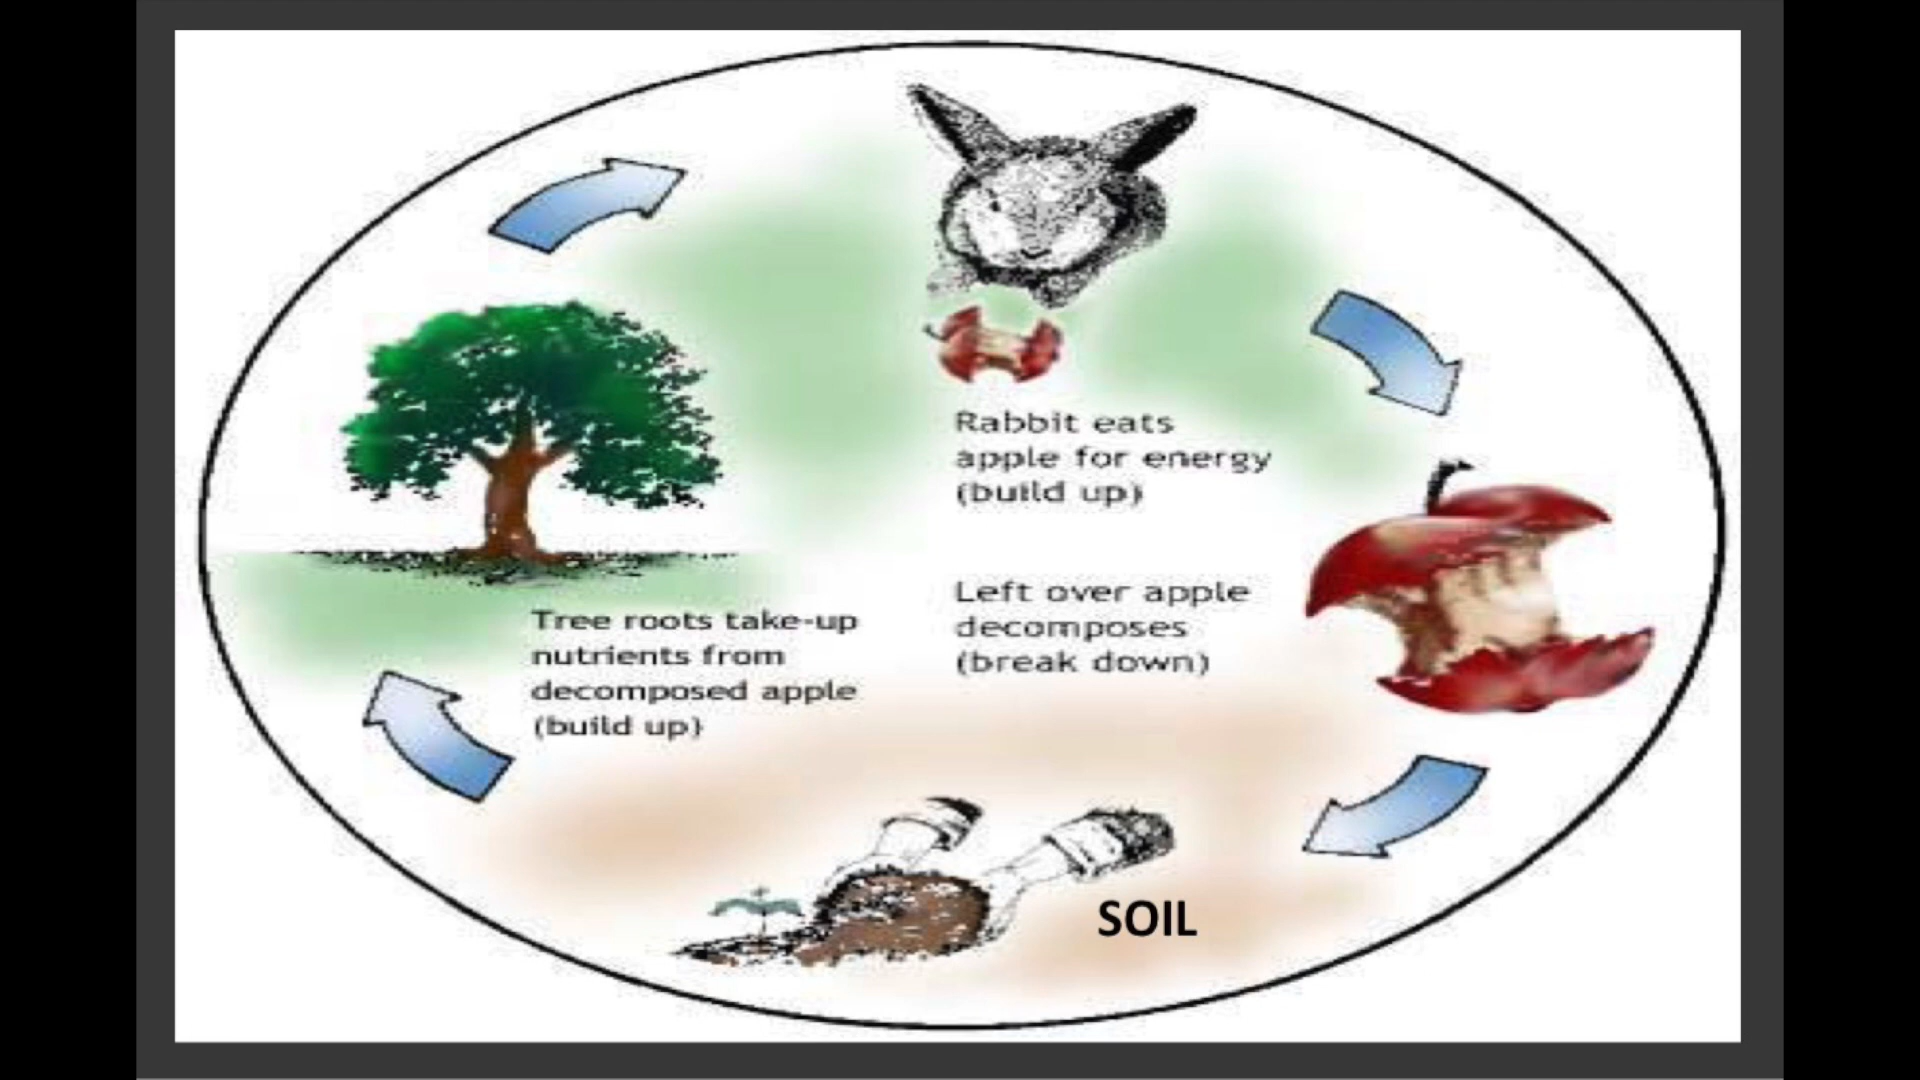 Rabbit eats
apple for energy
(build up)
Left over apple
decomposes
(break down)
Tree roots take-up
nutrients from
decomposed apple
(build up)
SOIL